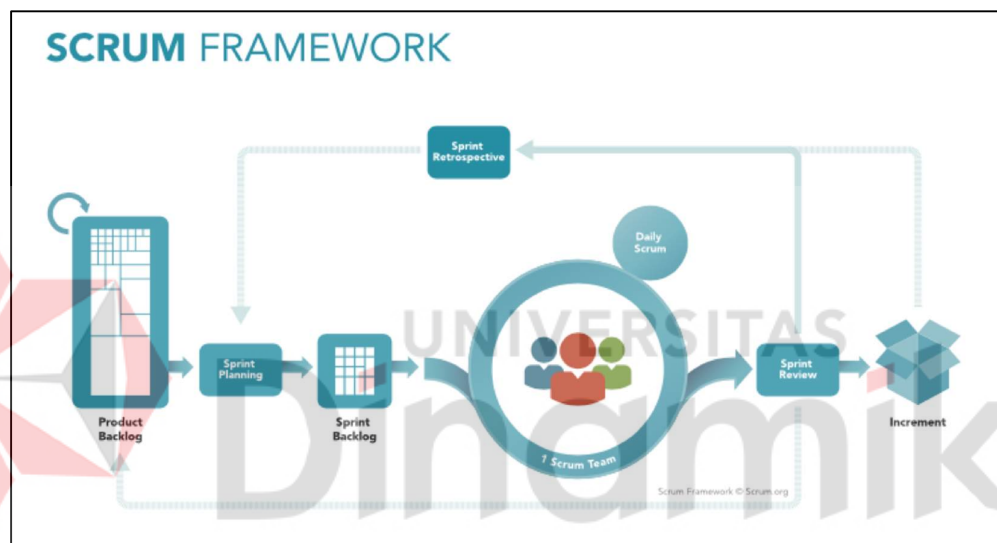 SCRUM FRAMEWORK
Sprint
Retrospective
Daily
Scrum
Sprint
Planning
Sprint
Review
Product
Backlog
Sprint
Backlog
1 Scrum Team
Increment
Scrum Framework © Scrum.org
UNIVERSITAS
Dinamik